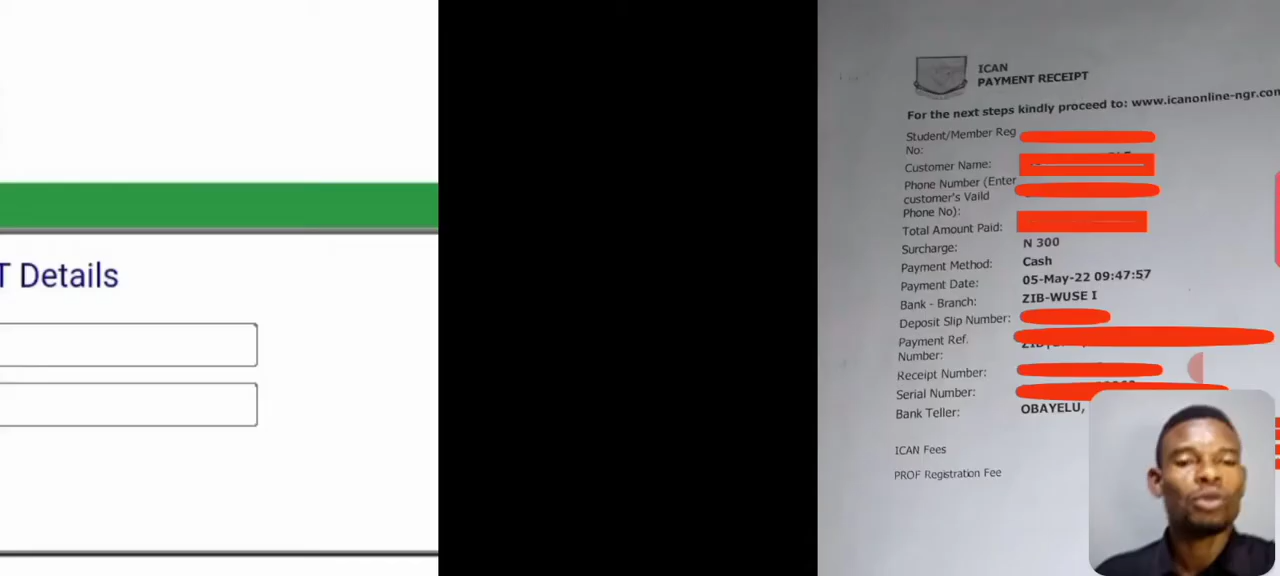 Details
ICAN
PAYMENT RECEIPT
For the next steps kindly proceed to: www.icanonline-ngr.com
Student/Member Reg
No:
Customer Name:
Phone Number (Enter
customer's Vaild
Phone No):
Total Amount Paid:
Surcharge: N 300
Payment Method: Cash
Payment Date: 05-May-22 09:47:57
Bank - Branch: ZIB-WUSE I
Deposit Slip Number:
Payment Ref.
Number:
Receipt Number:
Serial Number:
Bank Teller: OBAYELU,
ICAN Fees
PROF Registration Fee